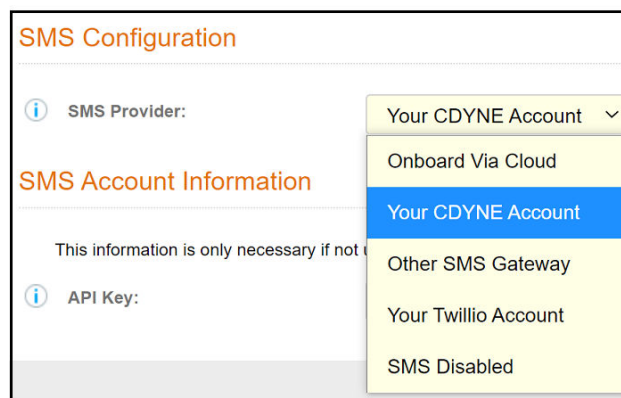 SMS Configuration
SMS Provider:
Your CDYNE Account
Onboard Via Cloud
Your CDYNE Account
Other SMS Gateway
Your Twillio Account
SMS Disabled
SMS Account Information
This information is only necessary if not
API Key: